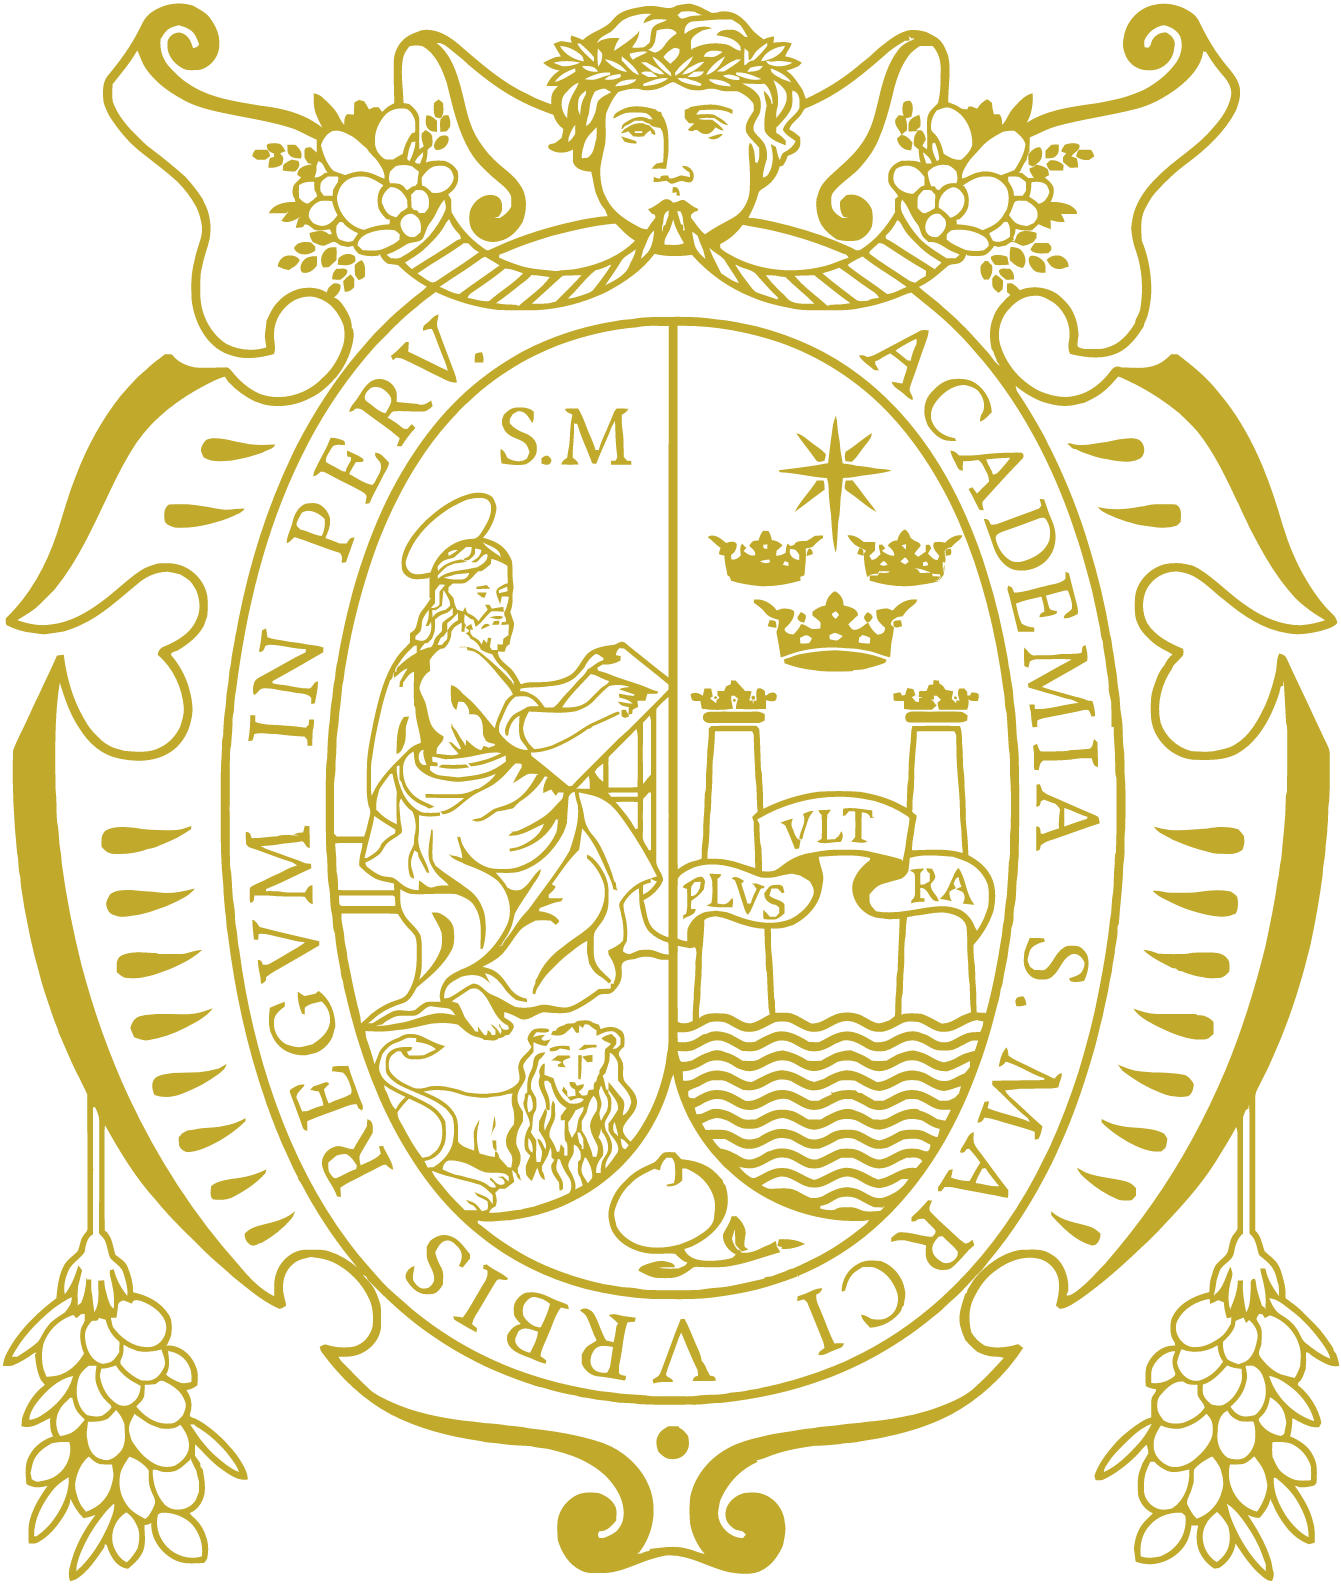 ACADEMIA S. MARCI VRBIS REGVM IN PERV.
S.M
PLVS VLT RA